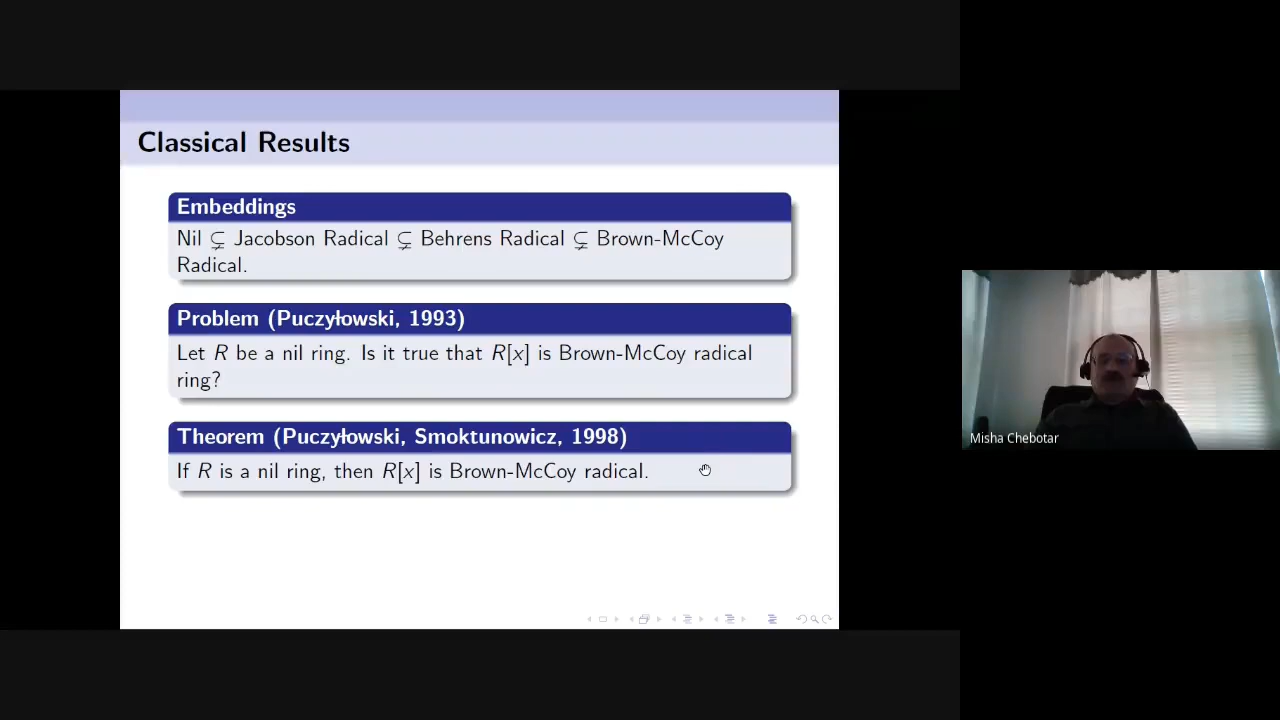 Classical Results
Embeddings
Nil ⊊ Jacobson Radical ⊊ Behrens Radical ⊊ Brown-McCoy
Radical.
Problem (Puczyłowski, 1993)
Let R be a nil ring. Is it true that R[x] is Brown-McCoy radical
ring?
Theorem (Puczyłowski, Smoktunowicz, 1998)
If R is a nil ring, then R[x] is Brown-McCoy radical.
Misha Chebotar